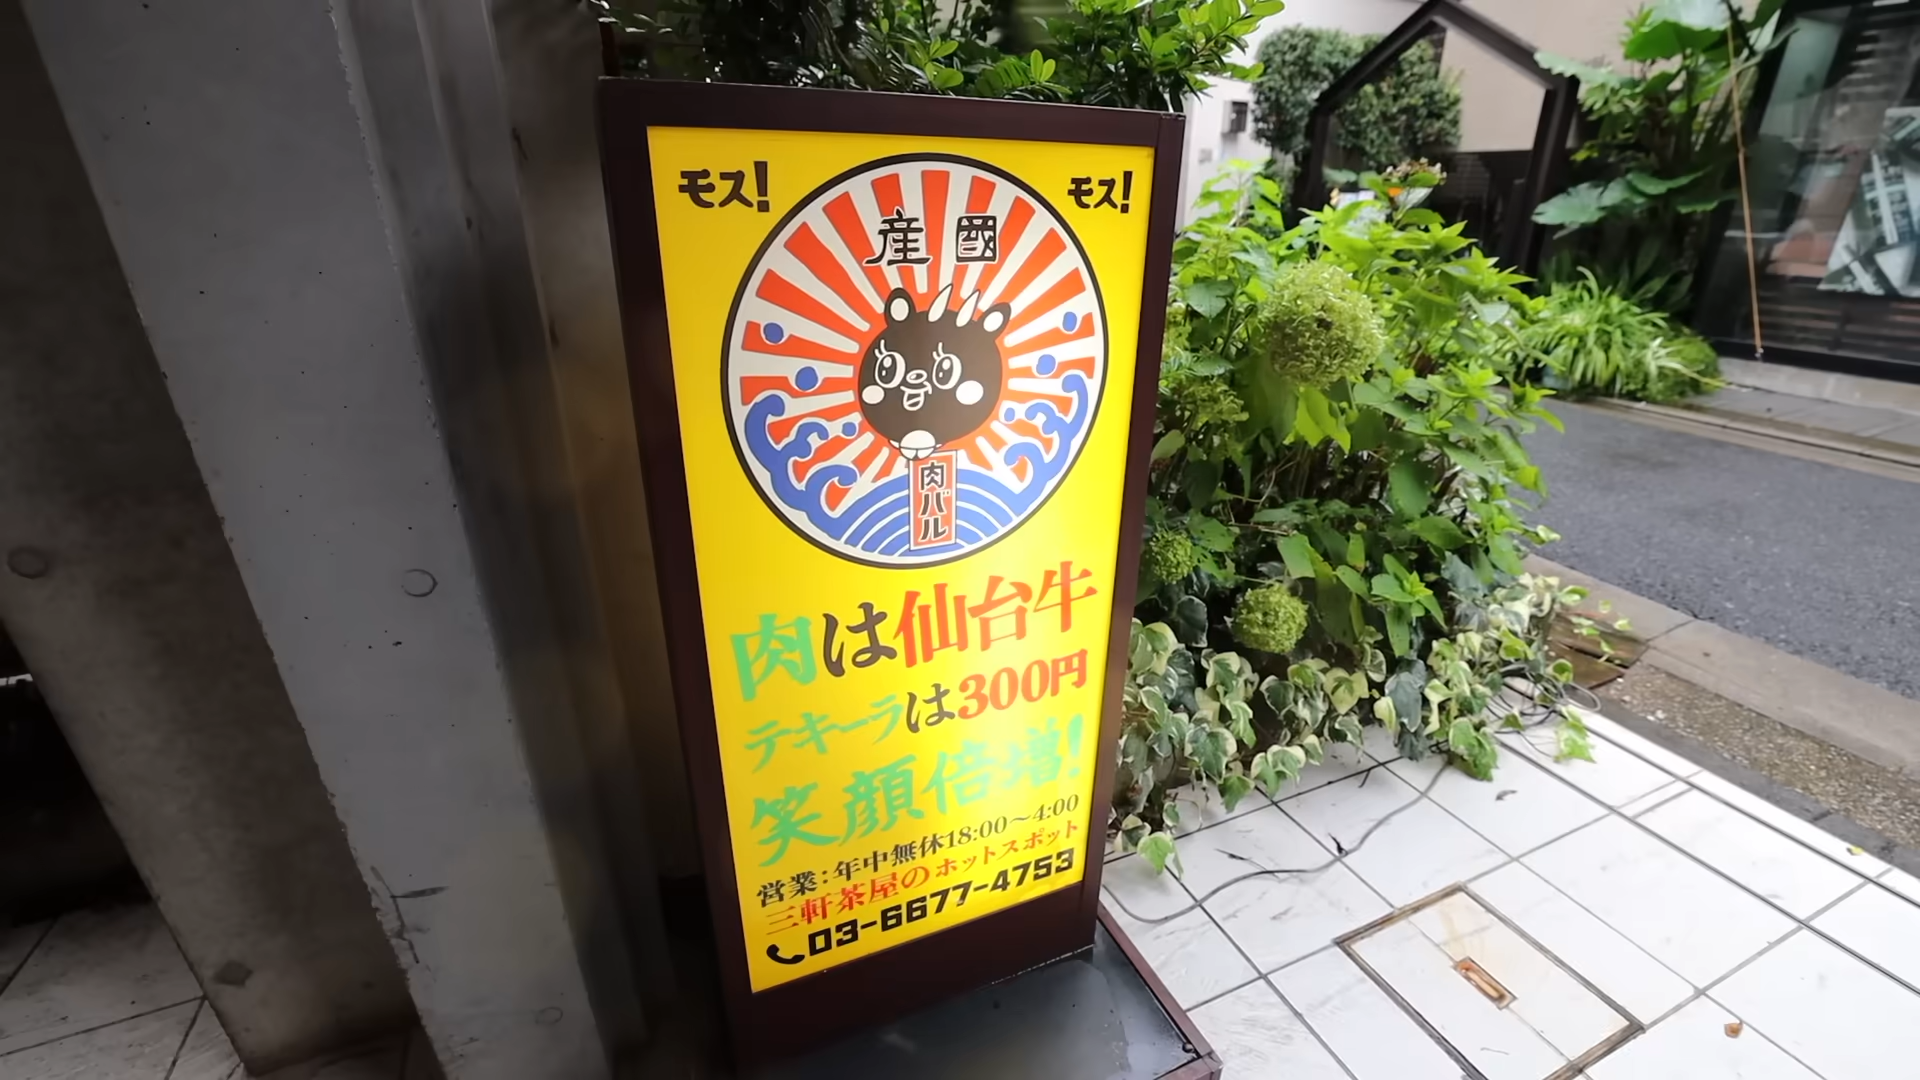 モス! モス!
産國
肉バル
肉は仙台牛
テキーラは300円
笑顔倍増!
営業:年中無休18:00〜4:00
三軒茶屋のホットスポット
03-6677-4753